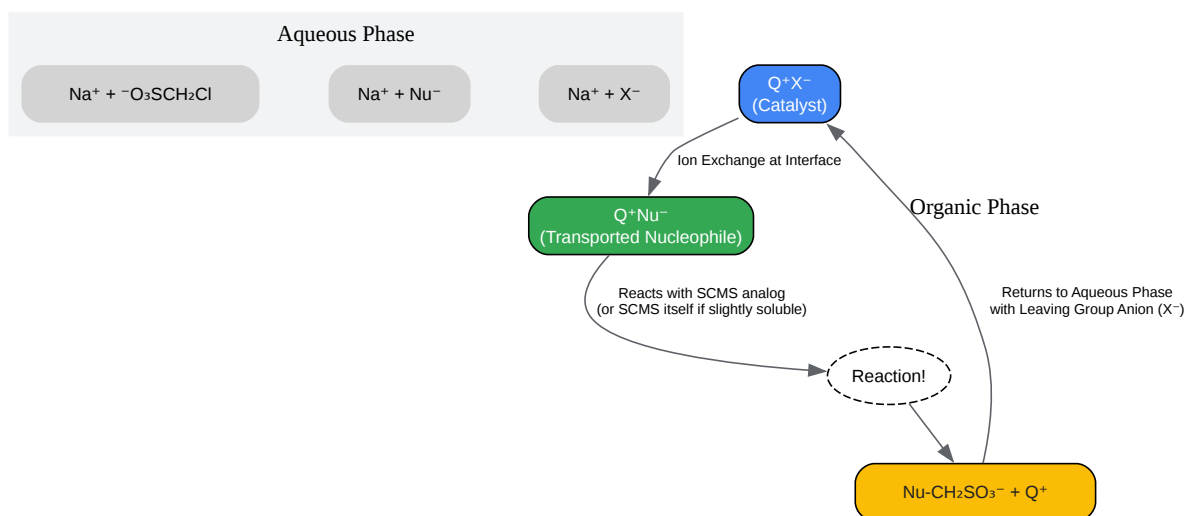 Aqueous Phase
Na⁺ + ⁻O₃SCH₂Cl
Na⁺ + Nu⁻
Na⁺ + X⁻
Q⁺X⁻
(Catalyst)
Ion Exchange at Interface
Q⁺Nu⁻
(Transported Nucleophile)
Organic Phase
Reacts with SCMS analog
(or SCMS itself if slightly soluble)
Returns to Aqueous Phase
with Leaving Group Anion (X⁻)
Reaction!
Nu-CH₂SO₃⁻ + Q⁺